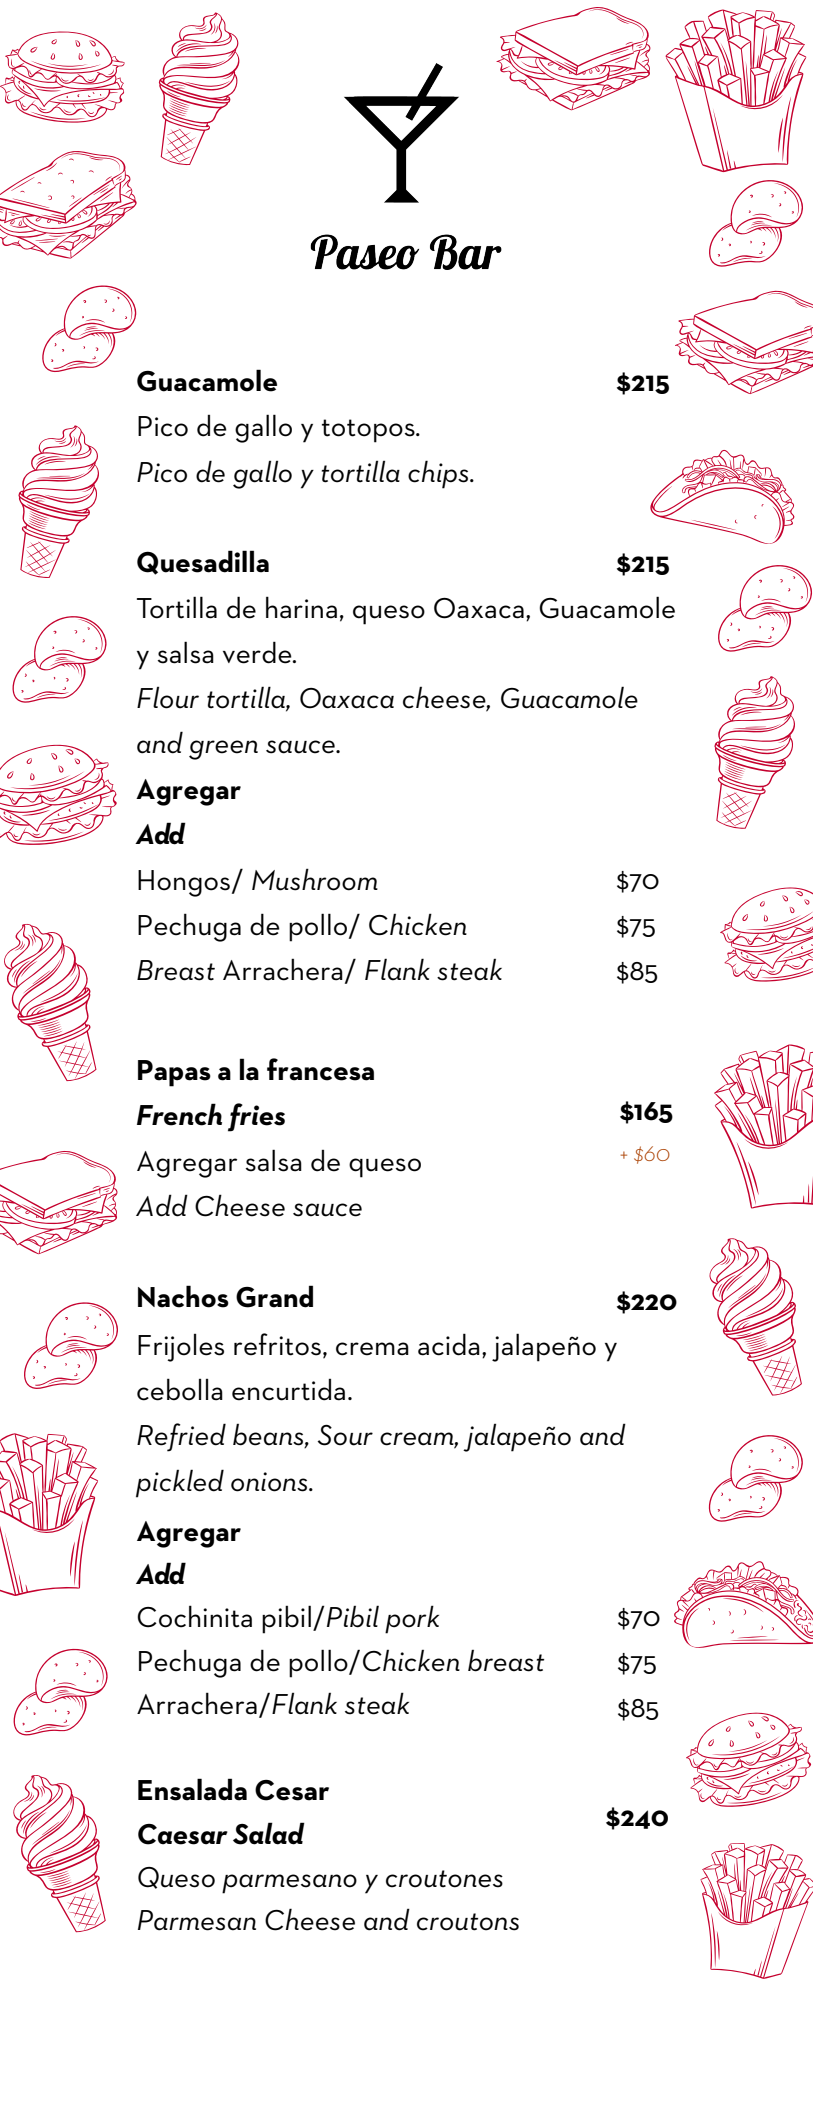 Paseo Bar
Guacamole $215
Pico de gallo y totopos.
Pico de gallo y tortilla chips.
Quesadilla $215
Tortilla de harina, queso Oaxaca, Guacamole
y salsa verde.
Flour tortilla, Oaxaca cheese, Guacamole
and green sauce.
Agregar
Add
Hongos/ Mushroom $70
Pechuga de pollo/ Chicken $75
Breast Arrachera/ Flank steak $85
Papas a la francesa
French fries $165
Agregar salsa de queso + $60
Add Cheese sauce
Nachos Grand $220
Frijoles refritos, crema acida, jalapeño y
cebolla encurtida.
Refried beans, Sour cream, jalapeño and
pickled onions.
Agregar
Add
Cochinita pibil/Pibil pork $70
Pechuga de pollo/Chicken breast $75
Arrachera/Flank steak $85
Ensalada Cesar
Caesar Salad $240
Queso parmesano y croutones
Parmesan Cheese and croutons